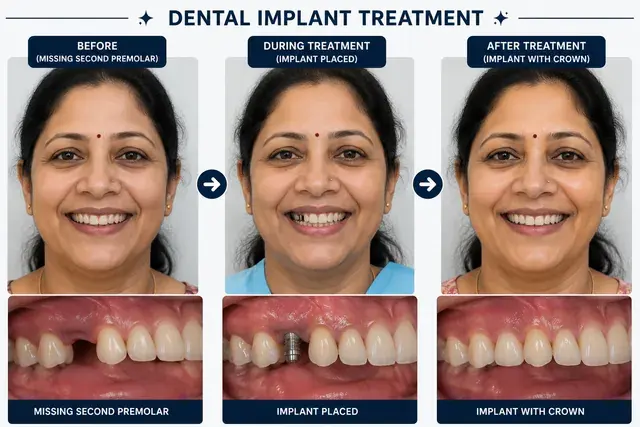 DENTAL IMPLANT TREATMENT
BEFORE
(MISSING SECOND PREMOLAR)
DURING TREATMENT
(IMPLANT PLACED)
AFTER TREATMENT
(IMPLANT WITH CROWN)
MISSING SECOND PREMOLAR
IMPLANT PLACED
IMPLANT WITH CROWN